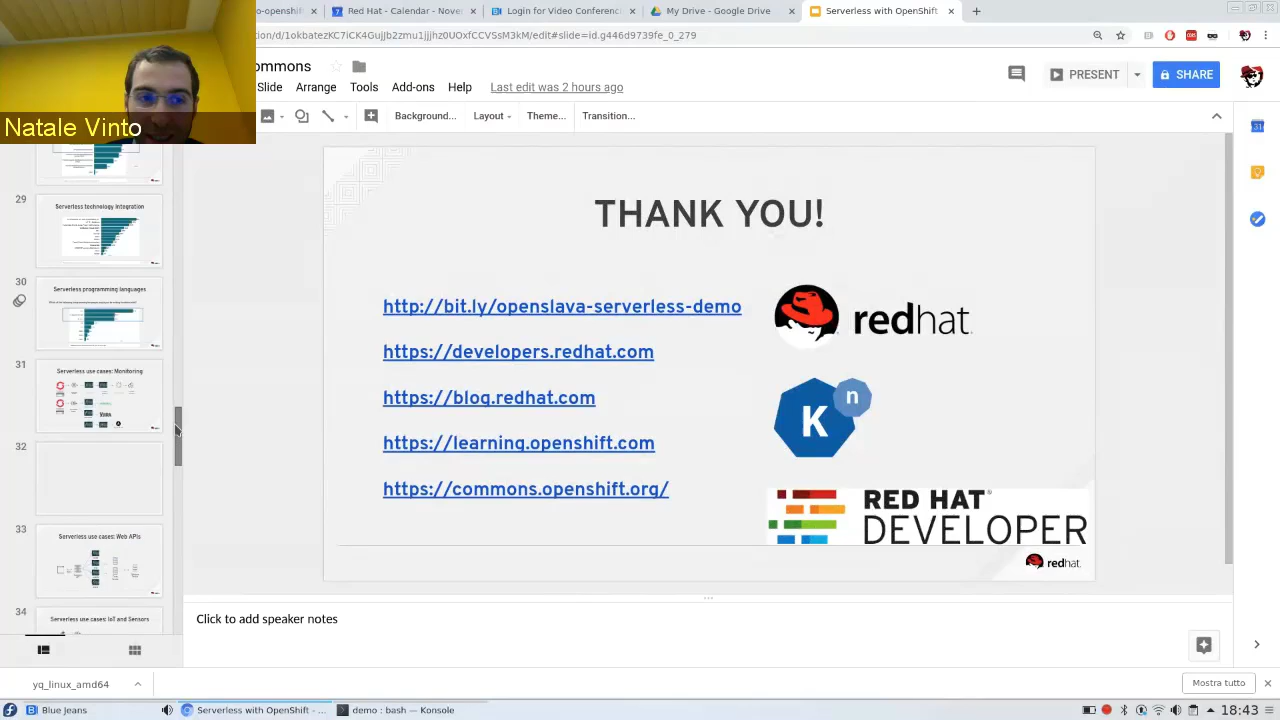 o-openshift
Red Hat - Calendar - Novem
Red Hat - Video Conferenc
My Drive - Google Drive
Serverless with OpenShift
tion/d/1okbatezKC7iCK4Gujjb2zmu1jjjhz0UOxfCCVSsM3kM/edit#slide=id.g446d9739fe_0_279
Natale Vinto
ommons
Slide Arrange Tools Add-ons Help Last edit was 2 hours ago
PRESENT
SHARE
Background... Layout Theme... Transition...
29
Serverless technology integration
30
Serverless programming languages
31
Serverless use cases: Monitoring
32
33
Serverless use cases: Web APIs
34
Serverless use cases: IoT and Sensors
THANK YOU!
http://bit.ly/openslava-serverless-demo
https://developers.redhat.com
https://blog.redhat.com
https://learning.openshift.com
https://commons.openshift.org/
redhat.
K n
RED HAT®
DEVELOPER
redhat.
Click to add speaker notes
yq_linux_amd64
Mostra tutto
Blue Jeans
Serverless with OpenShift - ...
demo : bash — Konsole
18:43